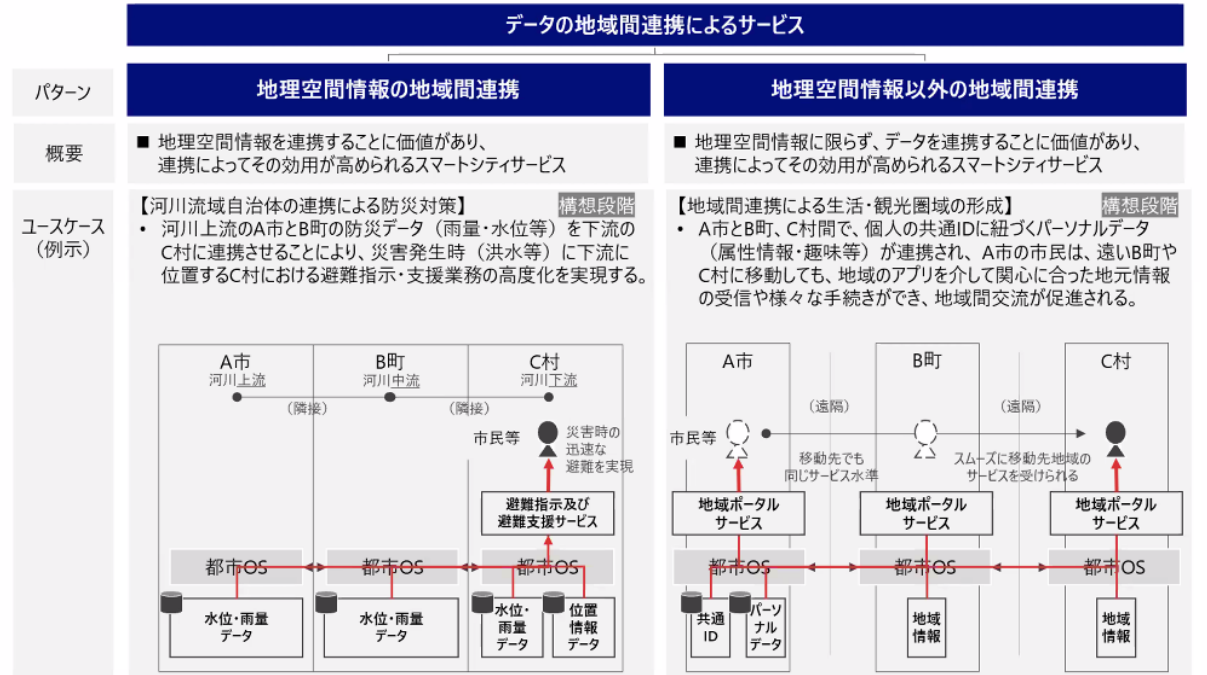 データの地域間連携によるサービス
パターン
地理空間情報の地域間連携
地理空間情報以外の地域間連携
概要
■ 地理空間情報を連携することに価値があり、
連携によってその効用が高められるスマートシティサービス
■ 地理空間情報に限らず、データを連携することに価値があり、
連携によってその効用が高められるスマートシティサービス
ユースケース
（例示）
【河川流域自治体の連携による防災対策】
構想段階
• 河川上流のA市とB町の防災データ（雨量・水位等）を下流の
C村に連携させることにより、災害発生時（洪水等）に下流に
位置するC村における避難指示・支援業務の高度化を実現する。
A市
河川上流
B町
河川中流
C村
河川下流
（隣接）
（隣接）
市民等
災害時の
迅速な
避難を実現
避難指示及び
避難支援サービス
都市OS
都市OS
都市OS
水位・雨量
データ
水位・雨量
データ
水位・
雨量
データ
位置
情報
データ
【地域間連携による生活・観光圏域の形成】
構想段階
• A市とB町、C村間で、個人の共通IDに紐づくパーソナルデータ
（属性情報・趣味等）が連携され、A市の市民は、遠いB町や
C村に移動しても、地域のアプリを介して関心に合った地元情報
の受信や様々な手続きができ、地域間交流が促進される。
A市
B町
C村
（遠隔）
（遠隔）
市民等
移動先でも
同じサービス水準
スムーズに移動先地域の
サービスを受けられる
地域ポータル
サービス
地域ポータル
サービス
地域ポータル
サービス
都市OS
都市OS
都市OS
共通
ID
パーソ
ナル
データ
地域
情報
地域
情報